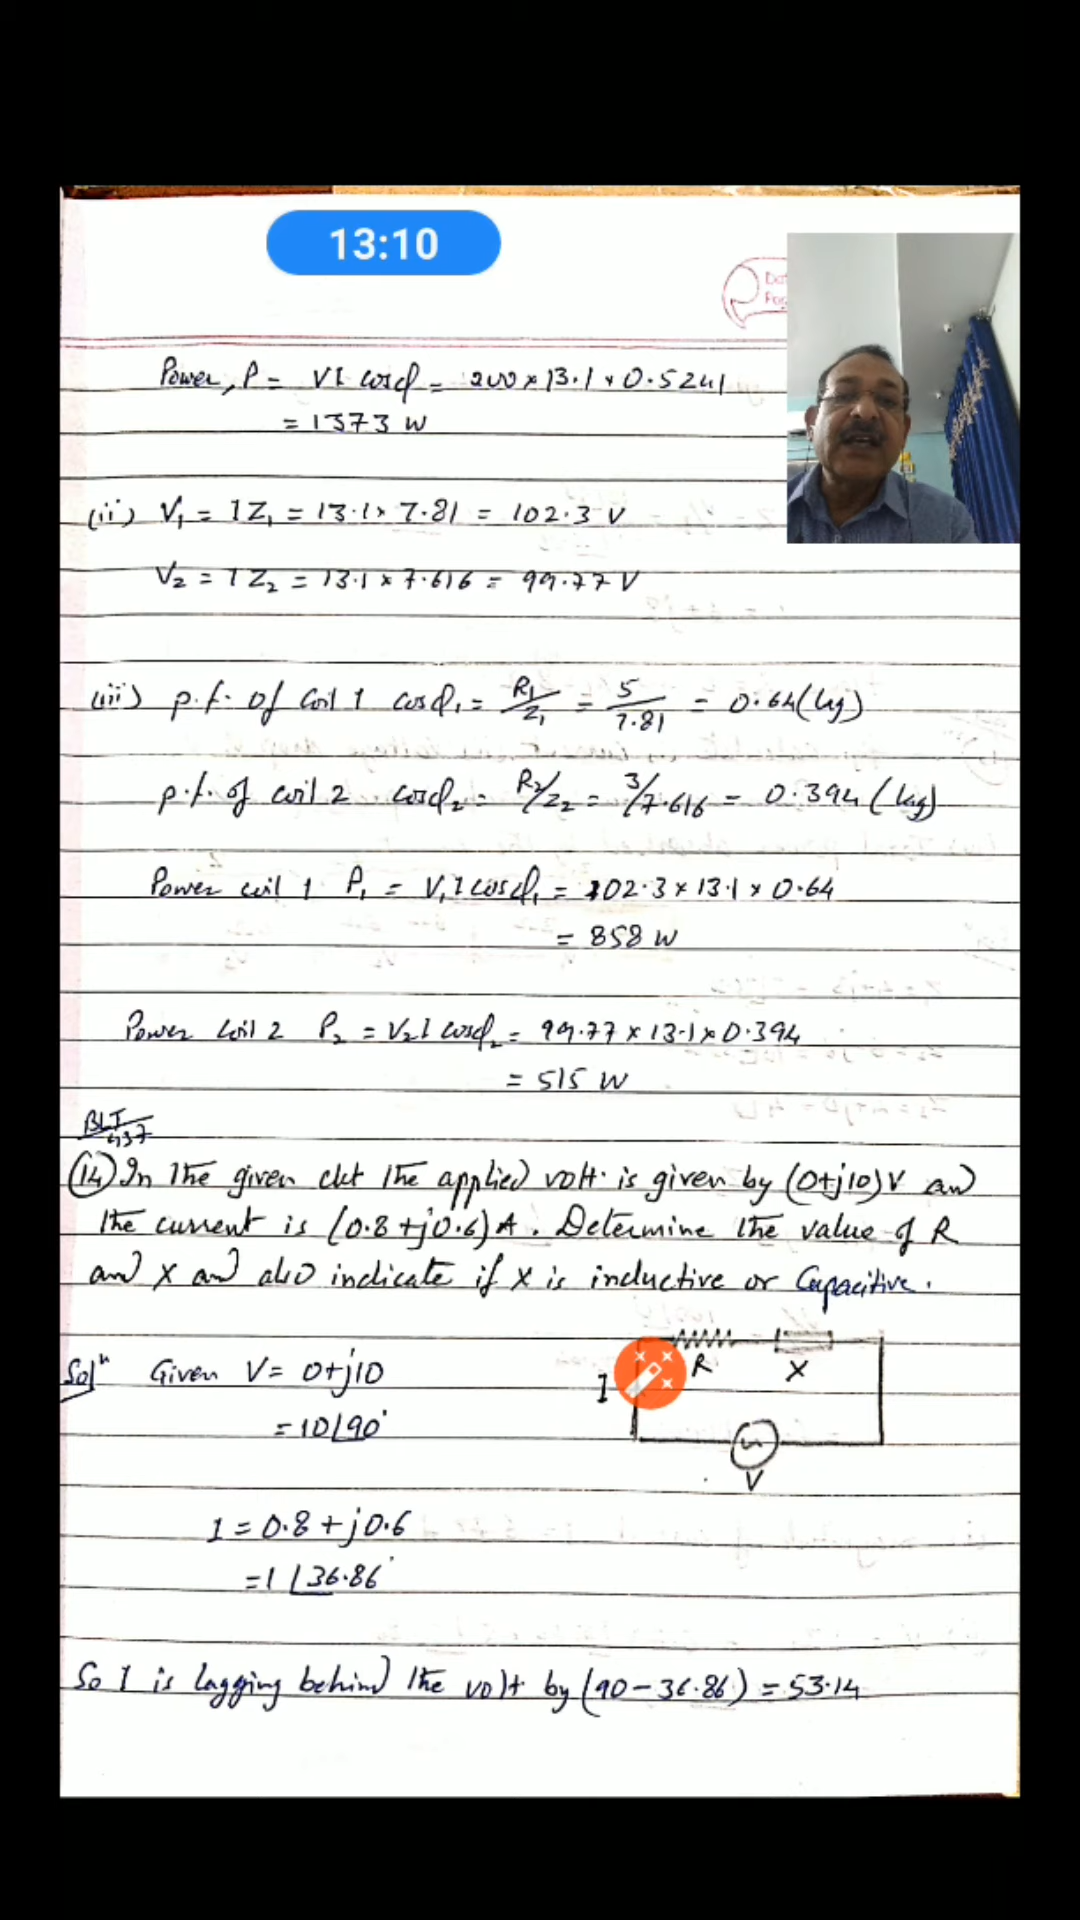 13:10
Power, P = VI cosφ = 200 × 13.1 × 0.5241
= 1373 W
(ii) V₁ = IZ₁ = 13.1 × 7.81 = 102.3 V
V₂ = IZ₂ = 13.1 × 7.616 = 99.77 V
(iii) p.f. of Coil 1 cosφ₁ = R₁/Z₁ = 5/7.81 = 0.64 (lag)
p.f. of coil 2 cosφ₂ = R₂/Z₂ = 3/7.616 = 0.394 (lag)
Power coil 1 P₁ = V₁I cosφ₁ = 102.3 × 13.1 × 0.64
= 858 W
Power Coil 2 P₂ = V₂I cosφ₂ = 99.77 × 13.1 × 0.394
= 515 W
BLT/437
(14) In the given ckt the applied volt. is given by (0+j10)V and
the current is (0.8+j0.6) A. Determine the value of R
and X and also indicate if X is inductive or Capacitive.
Solⁿ Given V = 0+j10
= 10∠90°
I = 0.8 + j0.6
= 1∠36.86°
So I is lagging behind the volt by (90 − 36.86) = 53.14
I
R
X
V